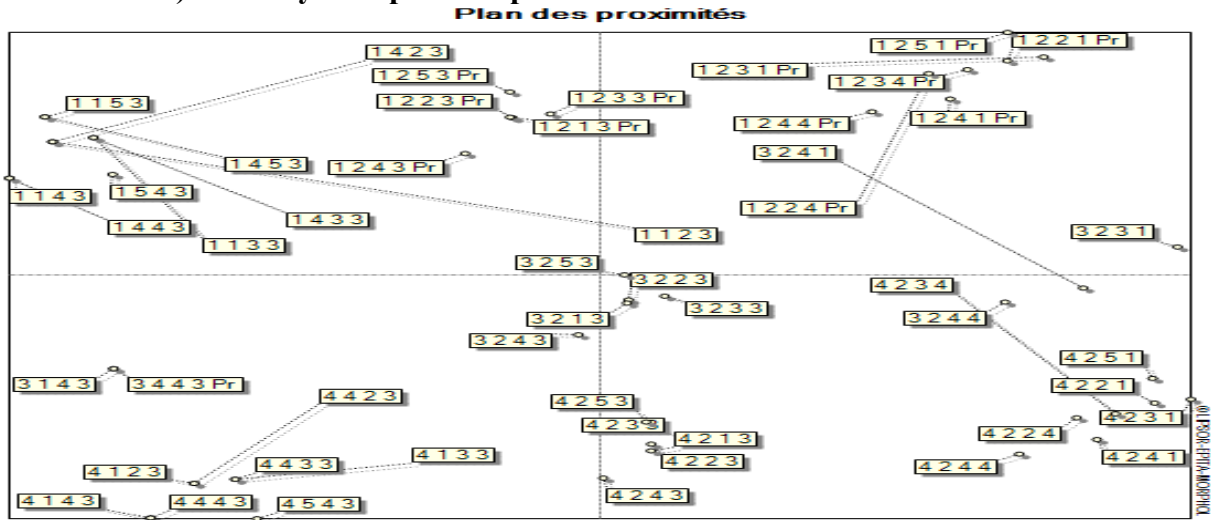 Plan des proximités
1 4 2 3
1 2 5 1 Pr
1 2 2 1 Pr
1 2 5 3 Pr
1 2 3 1 Pr
1 2 3 4 Pr
1 1 5 3
1 2 2 3 Pr
1 2 3 3 Pr
1 2 1 3 Pr
1 2 4 4 Pr
1 2 4 1 Pr
3 2 4 1
1 4 5 3
1 2 4 3 Pr
1 1 4 3
1 5 4 3
1 2 2 4 Pr
1 4 3 3
1 4 4 3
1 1 3 3
1 1 2 3
3 2 3 1
3 2 5 3
3 2 2 3
4 2 3 4
3 2 3 3
3 2 1 3
3 2 4 4
3 2 4 3
4 2 5 1
3 1 4 3
3 4 4 3 Pr
4 2 2 1
4 4 2 3
4 2 5 3
4 2 3 1
4 2 3 3
4 2 1 3
4 2 2 4
4 1 3 3
4 4 3 3
4 2 2 3
4 2 4 1
4 1 2 3
4 2 4 4
4 2 4 3
4 1 4 3
4 4 4 3
4 5 4 3